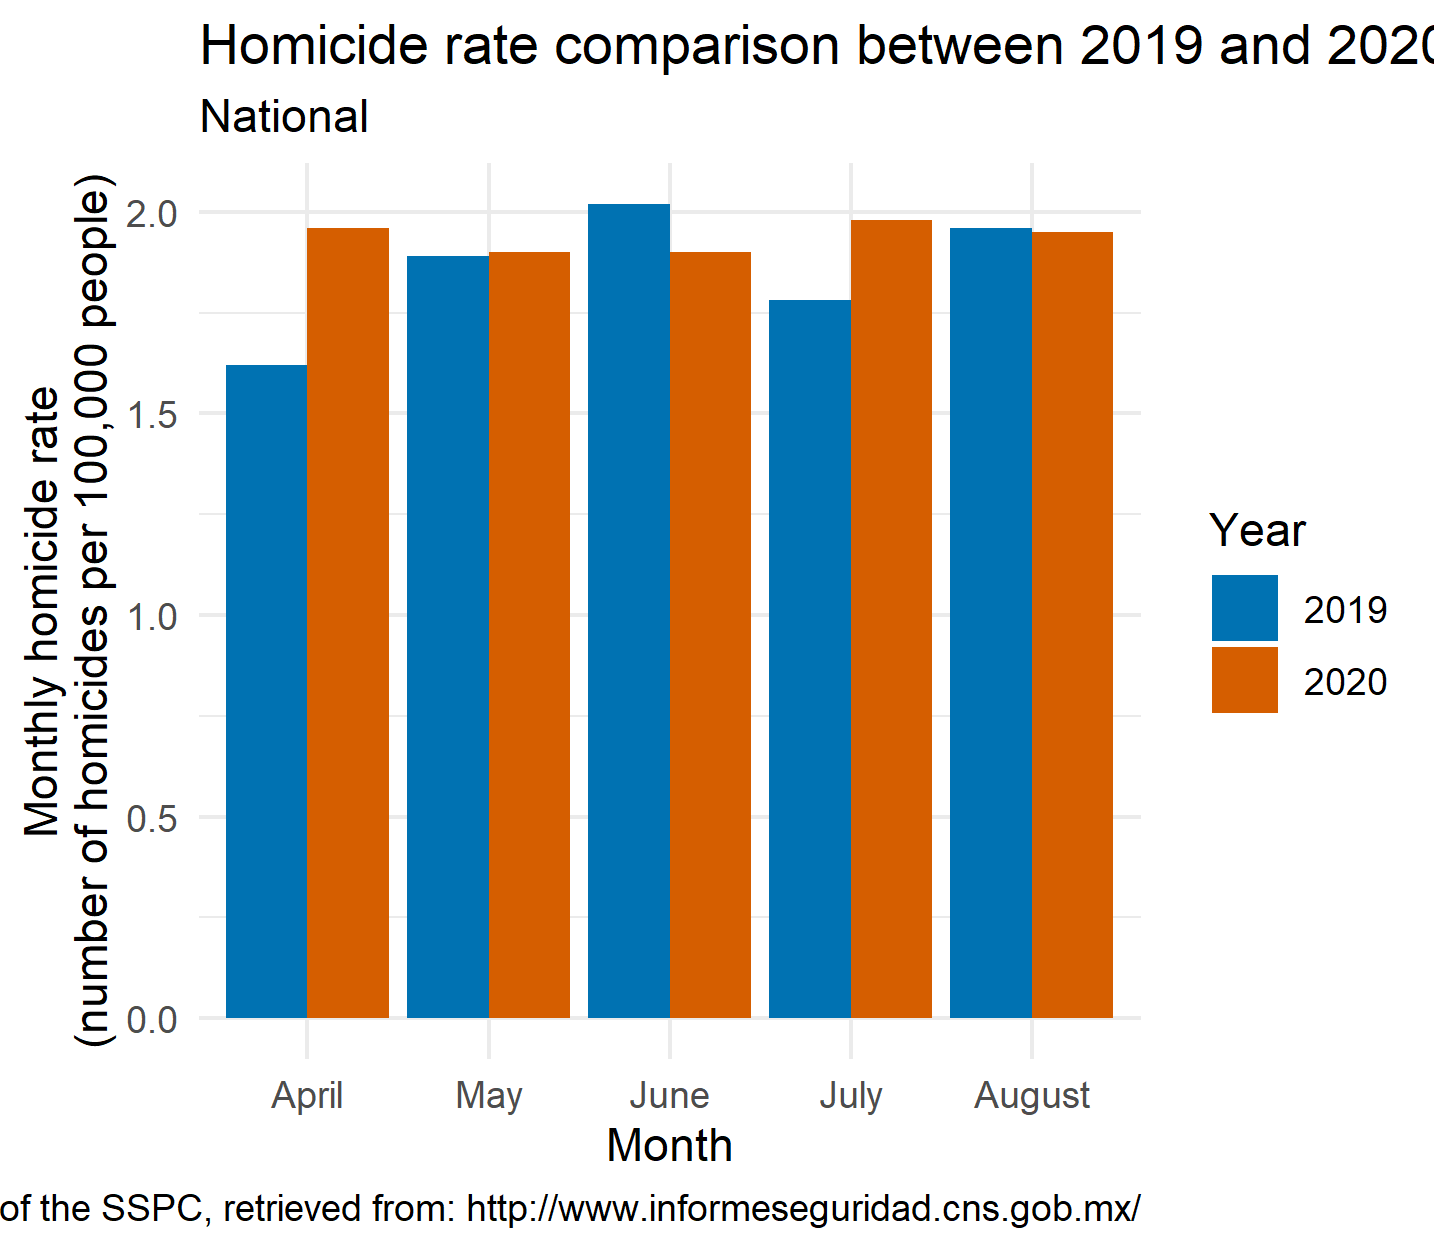 Homicide rate comparison between 2019 and 2020
National
Monthly homicide rate
(number of homicides per 100,000 people)
2.0
1.5
1.0
0.5
0.0
April May June July August
Month
Year
2019
2020
of the SSPC, retrieved from: http://www.informeseguridad.cns.gob.mx/